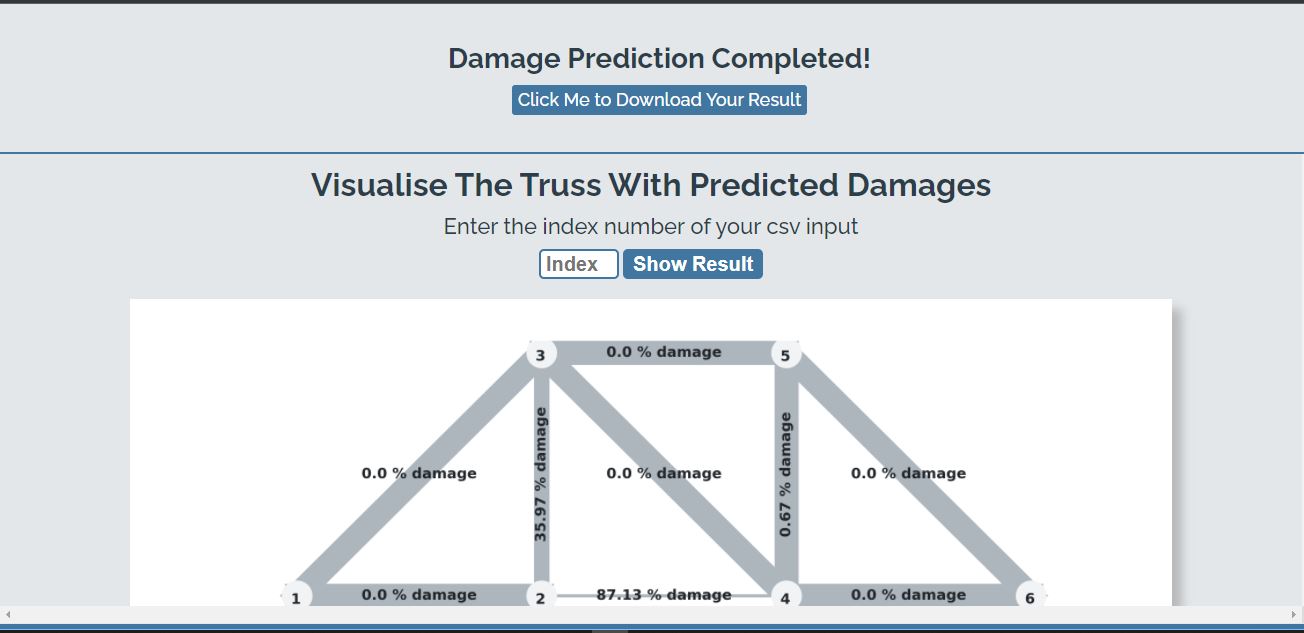 Damage Prediction Completed!
Click Me to Download Your Result
Visualise The Truss With Predicted Damages
Enter the index number of your csv input
Index Show Result
3 0.0 % damage 5
35.97 % damage
0.67 % damage
0.0 % damage 0.0 % damage 0.0 % damage
1 0.0 % damage 2 87.13 % damage 4 0.0 % damage 6